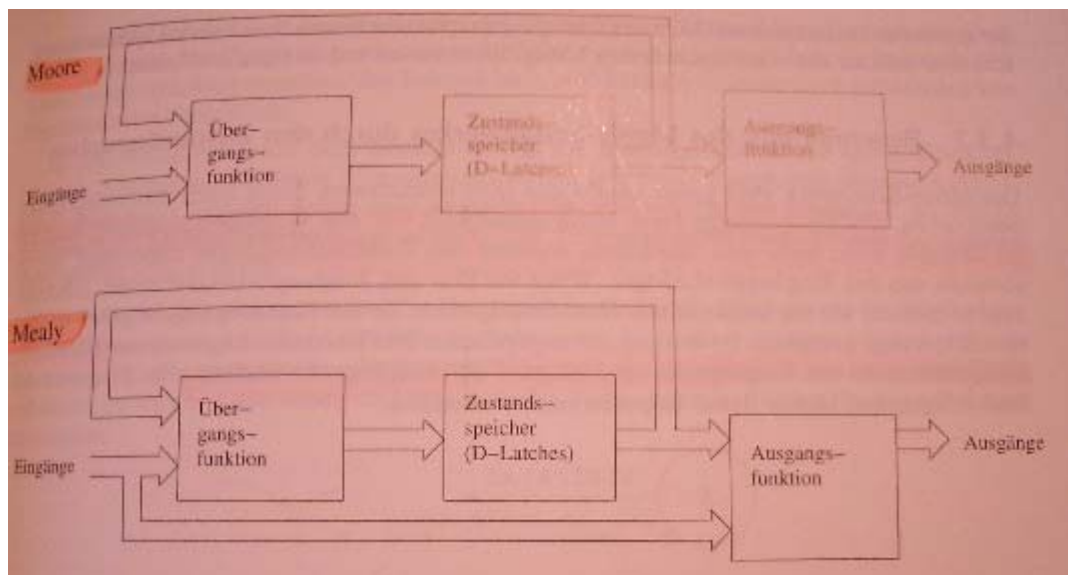 Moore
Über–
gangs–
funktion
Zustands–
speicher
(D–Latches)
Ausgangs–
funktion
Eingänge
Ausgänge
Mealy
Über–
gangs–
funktion
Zustands–
speicher
(D–Latches)
Ausgangs–
funktion
Eingänge
Ausgänge